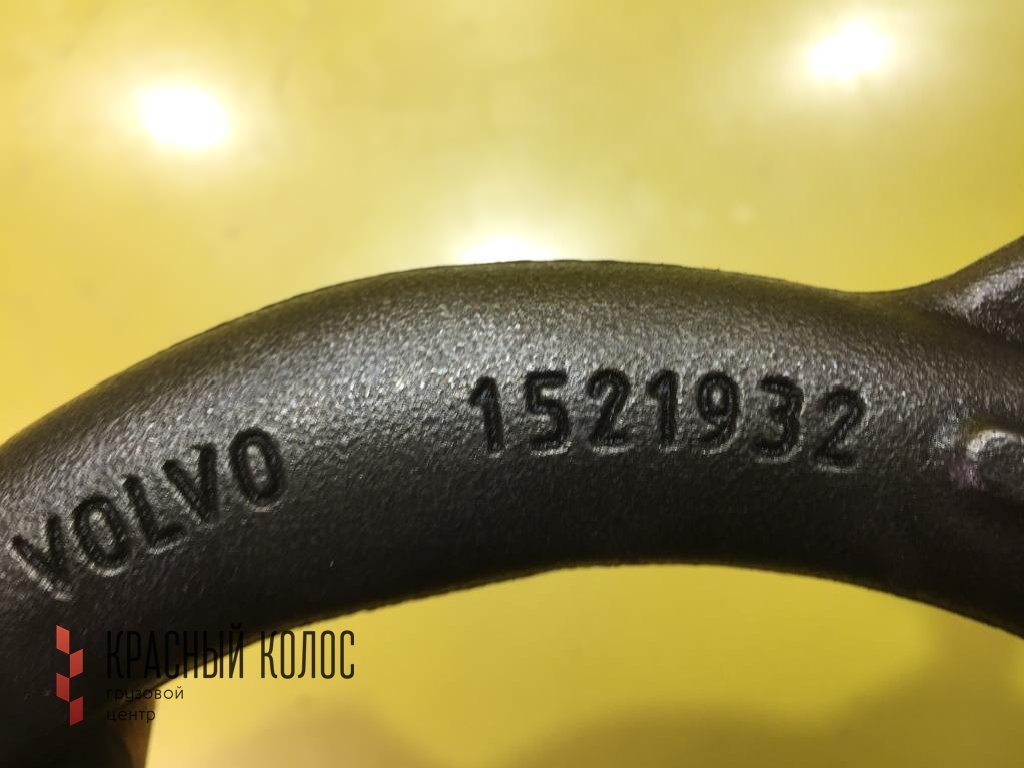 VOLVO 1521932
КРАСНЫЙ КОЛОС
грузовой
центр